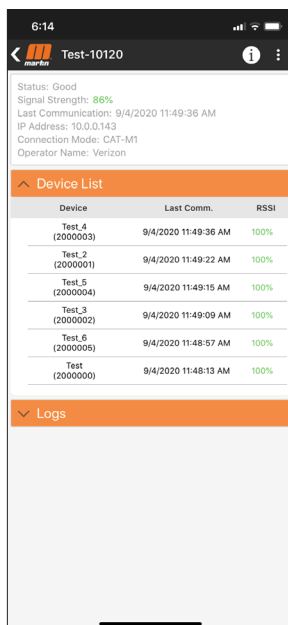 6:14
martin
Test-10120
i
Status: Good
Signal Strength: 86%
Last Communication: 9/4/2020 11:49:36 AM
IP Address: 10.0.0.143
Connection Mode: CAT-M1
Operator Name: Verizon
Device List
Device Last Comm. RSSI
Test_4
(2000003) 9/4/2020 11:49:36 AM 100%
Test_2
(2000001) 9/4/2020 11:49:22 AM 100%
Test_5
(2000004) 9/4/2020 11:49:15 AM 100%
Test_3
(2000002) 9/4/2020 11:49:09 AM 100%
Test_6
(2000005) 9/4/2020 11:48:57 AM 100%
Test
(2000000) 9/4/2020 11:48:13 AM 100%
Logs